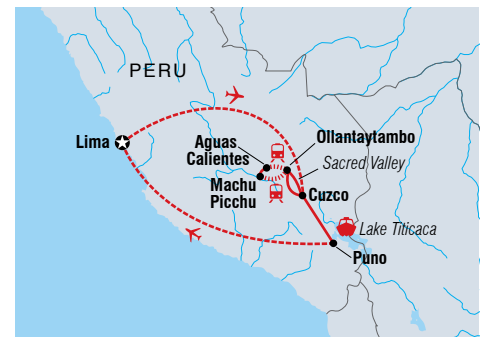 PERU
Lima
Aguas
Calientes
Ollantaytambo
Sacred Valley
Machu
Picchu
Cuzco
Lake Titicaca
Puno